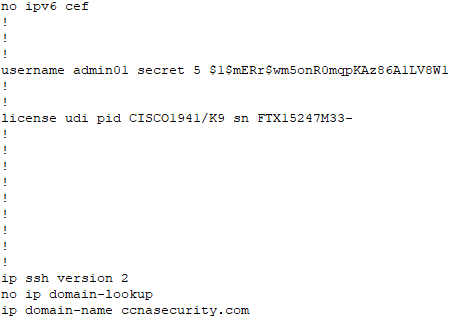 no ipv6 cef
!
!
!
username admin01 secret 5 $1$mERr$wm5onR0mqpKAz86A1LV8W1
!
!
license udi pid CISCO1941/K9 sn FTX15247M33-
!
!
!
!
!
!
!
!
!
ip ssh version 2
no ip domain-lookup
ip domain-name ccnasecurity.com